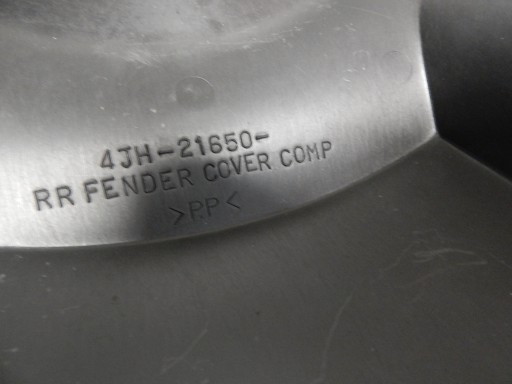 4JH-21650-
RR FENDER COVER COMP
>PP<